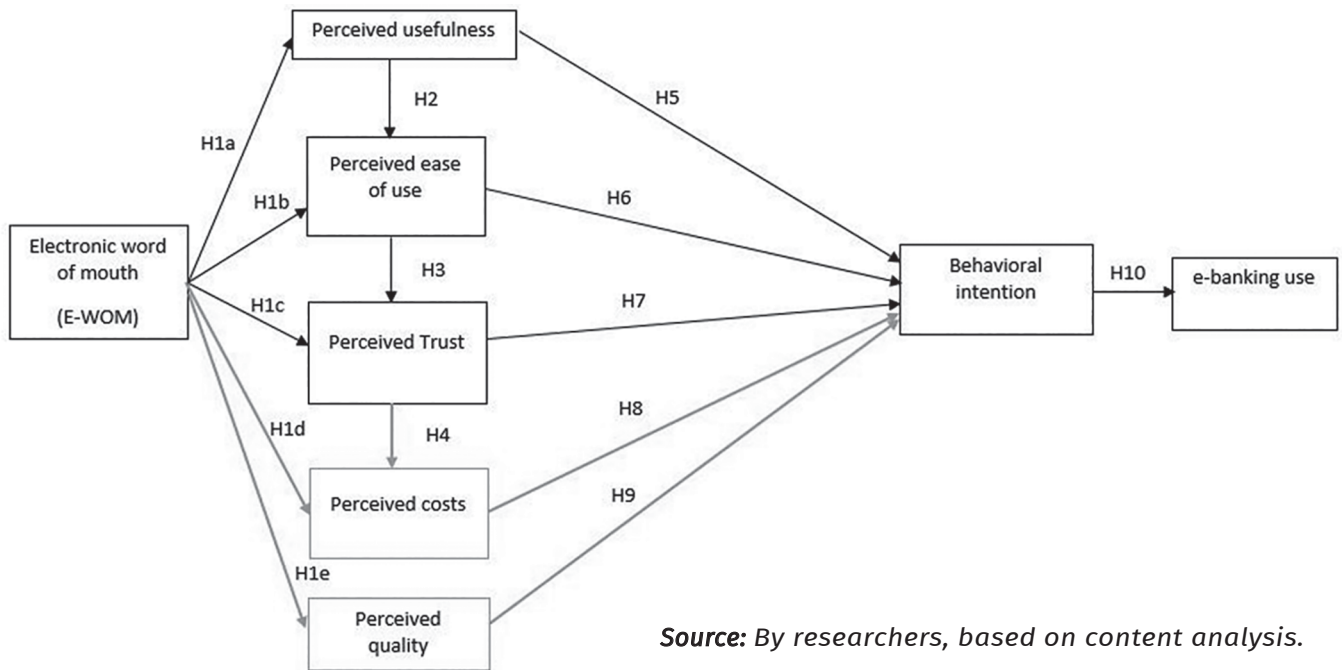 Perceived usefulness
H5
H2
H1a
Perceived ease
of use
H6
H1b
Electronic word
of mouth
(E-WOM)
H3
Behavioral
intention
H10
e-banking use
H1c
H7
Perceived Trust
H8
H1d
H4
H9
Perceived costs
H1e
Perceived
quality
Source: By researchers, based on content analysis.